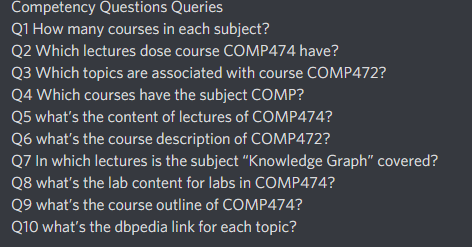 Competency Questions Queries
Q1 How many courses in each subject?
Q2 Which lectures dose course COMP474 have?
Q3 Which topics are associated with course COMP472?
Q4 Which courses have the subject COMP?
Q5 what's the content of lectures of COMP474?
Q6 what's the course description of COMP472?
Q7 In which lectures is the subject “Knowledge Graph” covered?
Q8 what's the lab content for labs in COMP474?
Q9 what's the course outline of COMP474?
Q10 what's the dbpedia link for each topic?